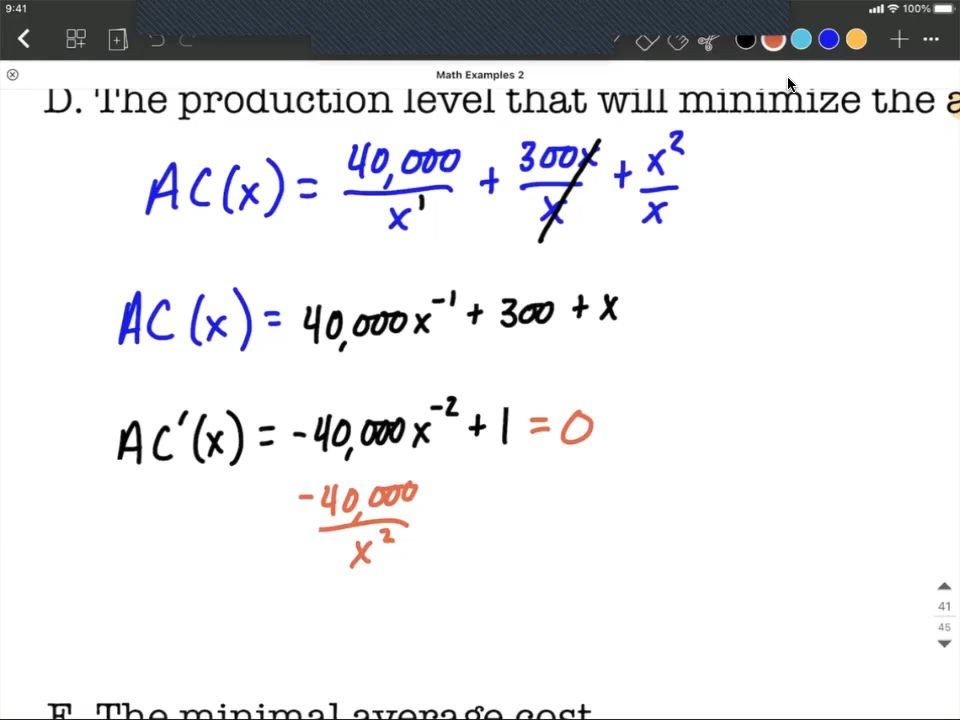 9:41 100%
Math Examples 2
D. The production level that will minimize the a
AC(x) = 40,000/x¹ + 300x/x + x²/x
AC(x) = 40,000x⁻¹ + 300 + x
AC'(x) = -40,000x⁻² + 1 = 0
-40,000/x²
41
45
E. The minimal average cost